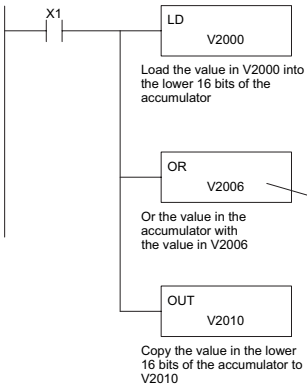 X1
LD
V2000
Load the value in V2000 into
the lower 16 bits of the
accumulator
OR
V2006
Or the value in the
accumulator with
the value in V2006
OUT
V2010
Copy the value in the lower
16 bits of the accumulator to
V2010